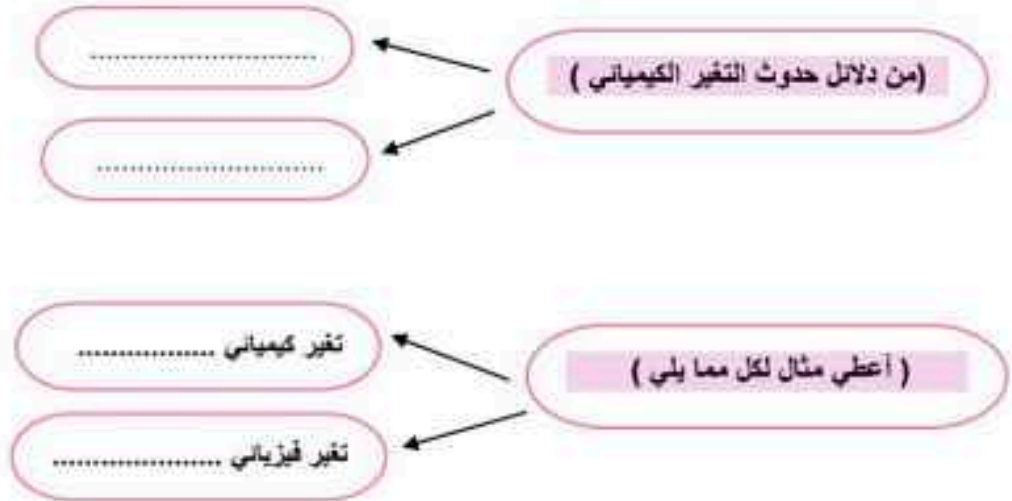 (من دلائل حدوث التغير الكيميائي )
............................
............................
( أعطي مثال لكل مما يلي )
تغير كيميائي .................
تغير فيزيائي .....................